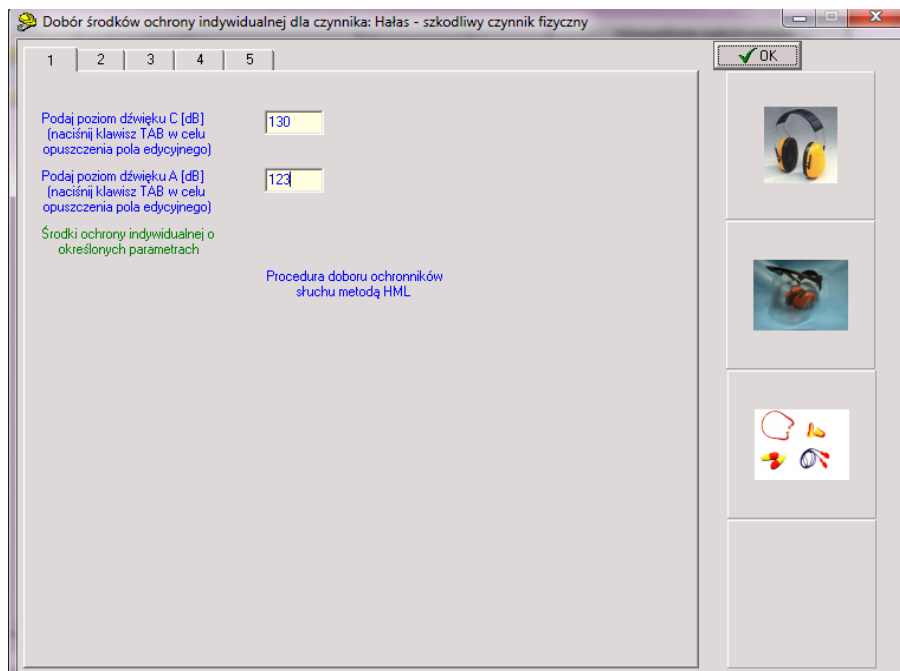 Dobór środków ochrony indywidualnej dla czynnika: Hałas - szkodliwy czynnik fizyczny
1 2 3 4 5
OK
Podaj poziom dźwięku C [dB]
(naciśnij klawisz TAB w celu
opuszczenia pola edycyjnego)
130
Podaj poziom dźwięku A [dB]
(naciśnij klawisz TAB w celu
opuszczenia pola edycyjnego)
123
Środki ochrony indywidualnej o
określonych parametrach
Procedura doboru ochronników
słuchu metodą HML